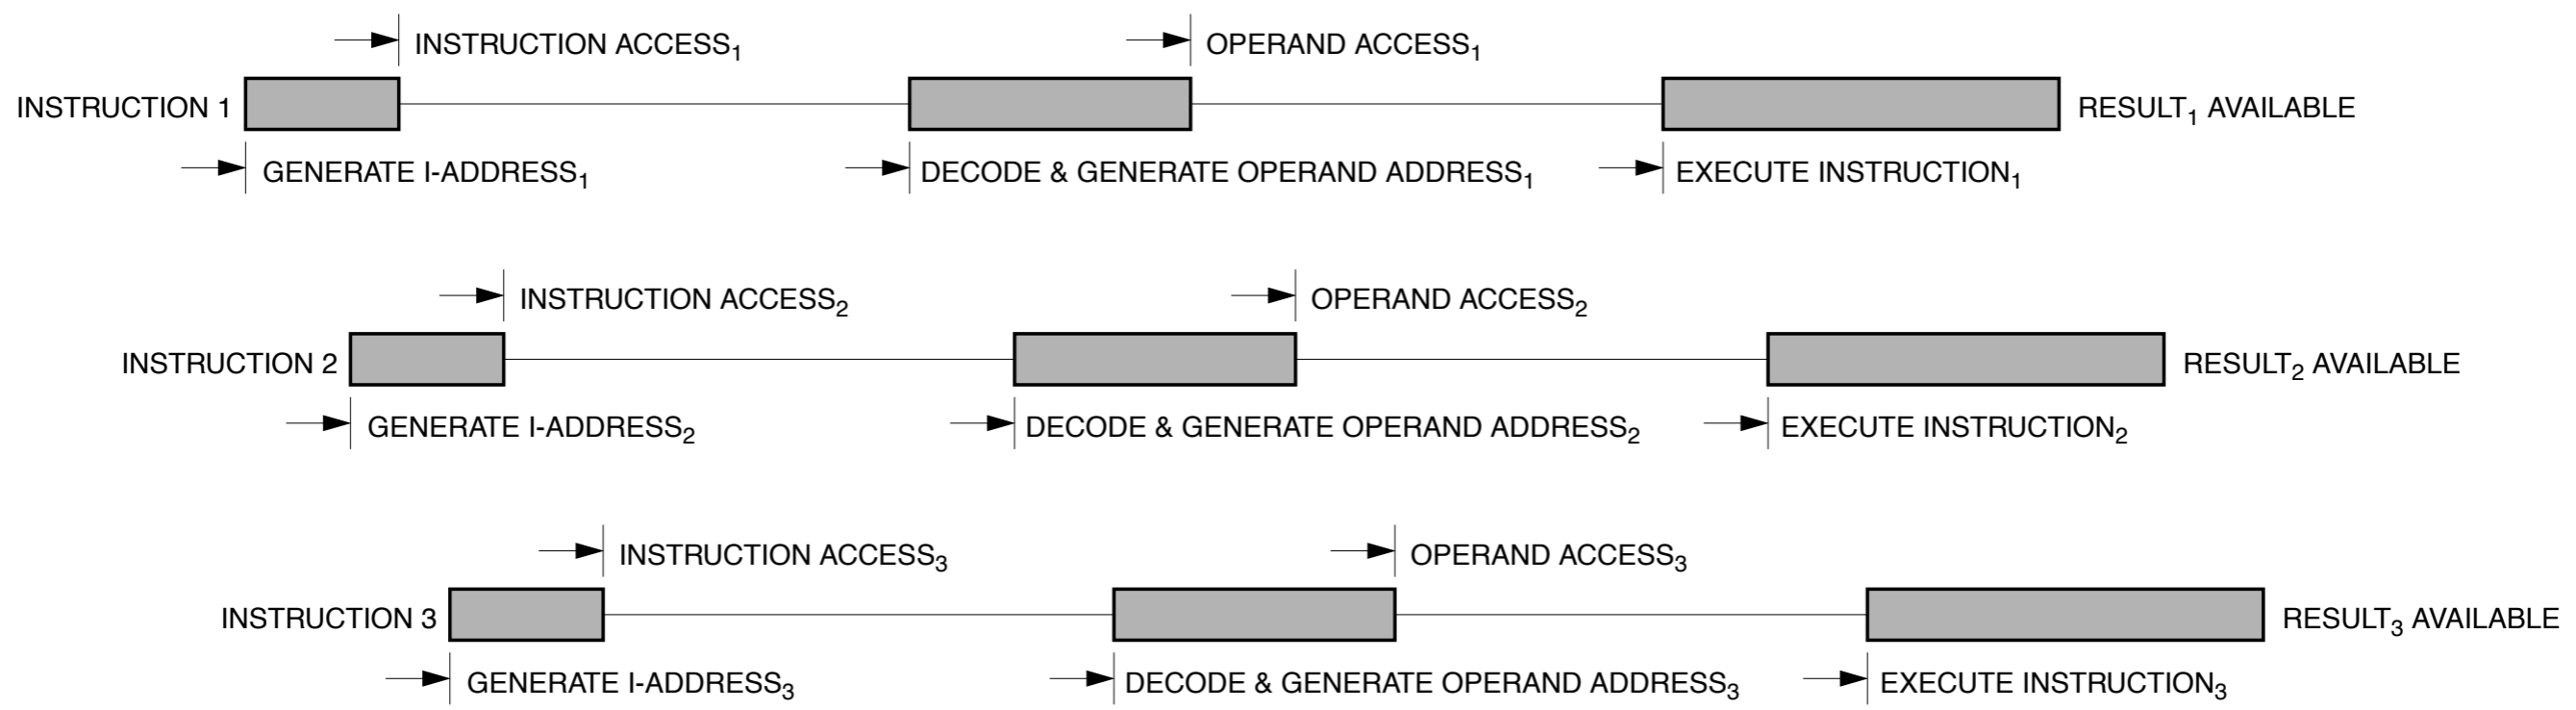 INSTRUCTION ACCESS₁ OPERAND ACCESS₁
INSTRUCTION 1 RESULT₁ AVAILABLE
GENERATE I-ADDRESS₁ DECODE & GENERATE OPERAND ADDRESS₁ EXECUTE INSTRUCTION₁
INSTRUCTION ACCESS₂ OPERAND ACCESS₂
INSTRUCTION 2 RESULT₂ AVAILABLE
GENERATE I-ADDRESS₂ DECODE & GENERATE OPERAND ADDRESS₂ EXECUTE INSTRUCTION₂
INSTRUCTION ACCESS₃ OPERAND ACCESS₃
INSTRUCTION 3 RESULT₃ AVAILABLE
GENERATE I-ADDRESS₃ DECODE & GENERATE OPERAND ADDRESS₃ EXECUTE INSTRUCTION₃